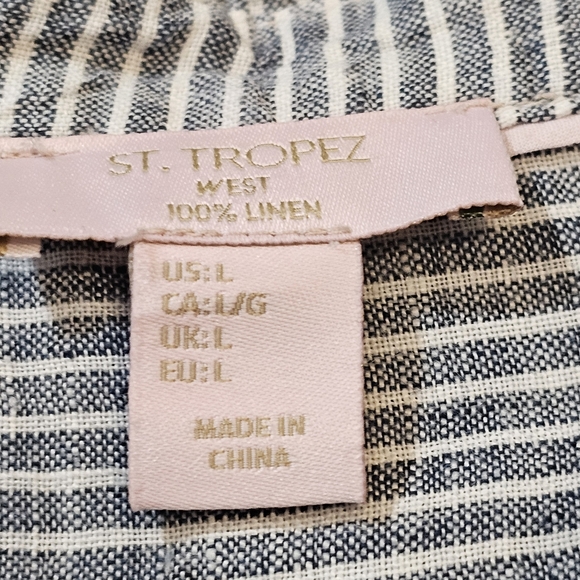 ST. TROPEZ
WEST
100% LINEN
US:L
CA:L/G
UK:L
EU:L
MADE IN
CHINA